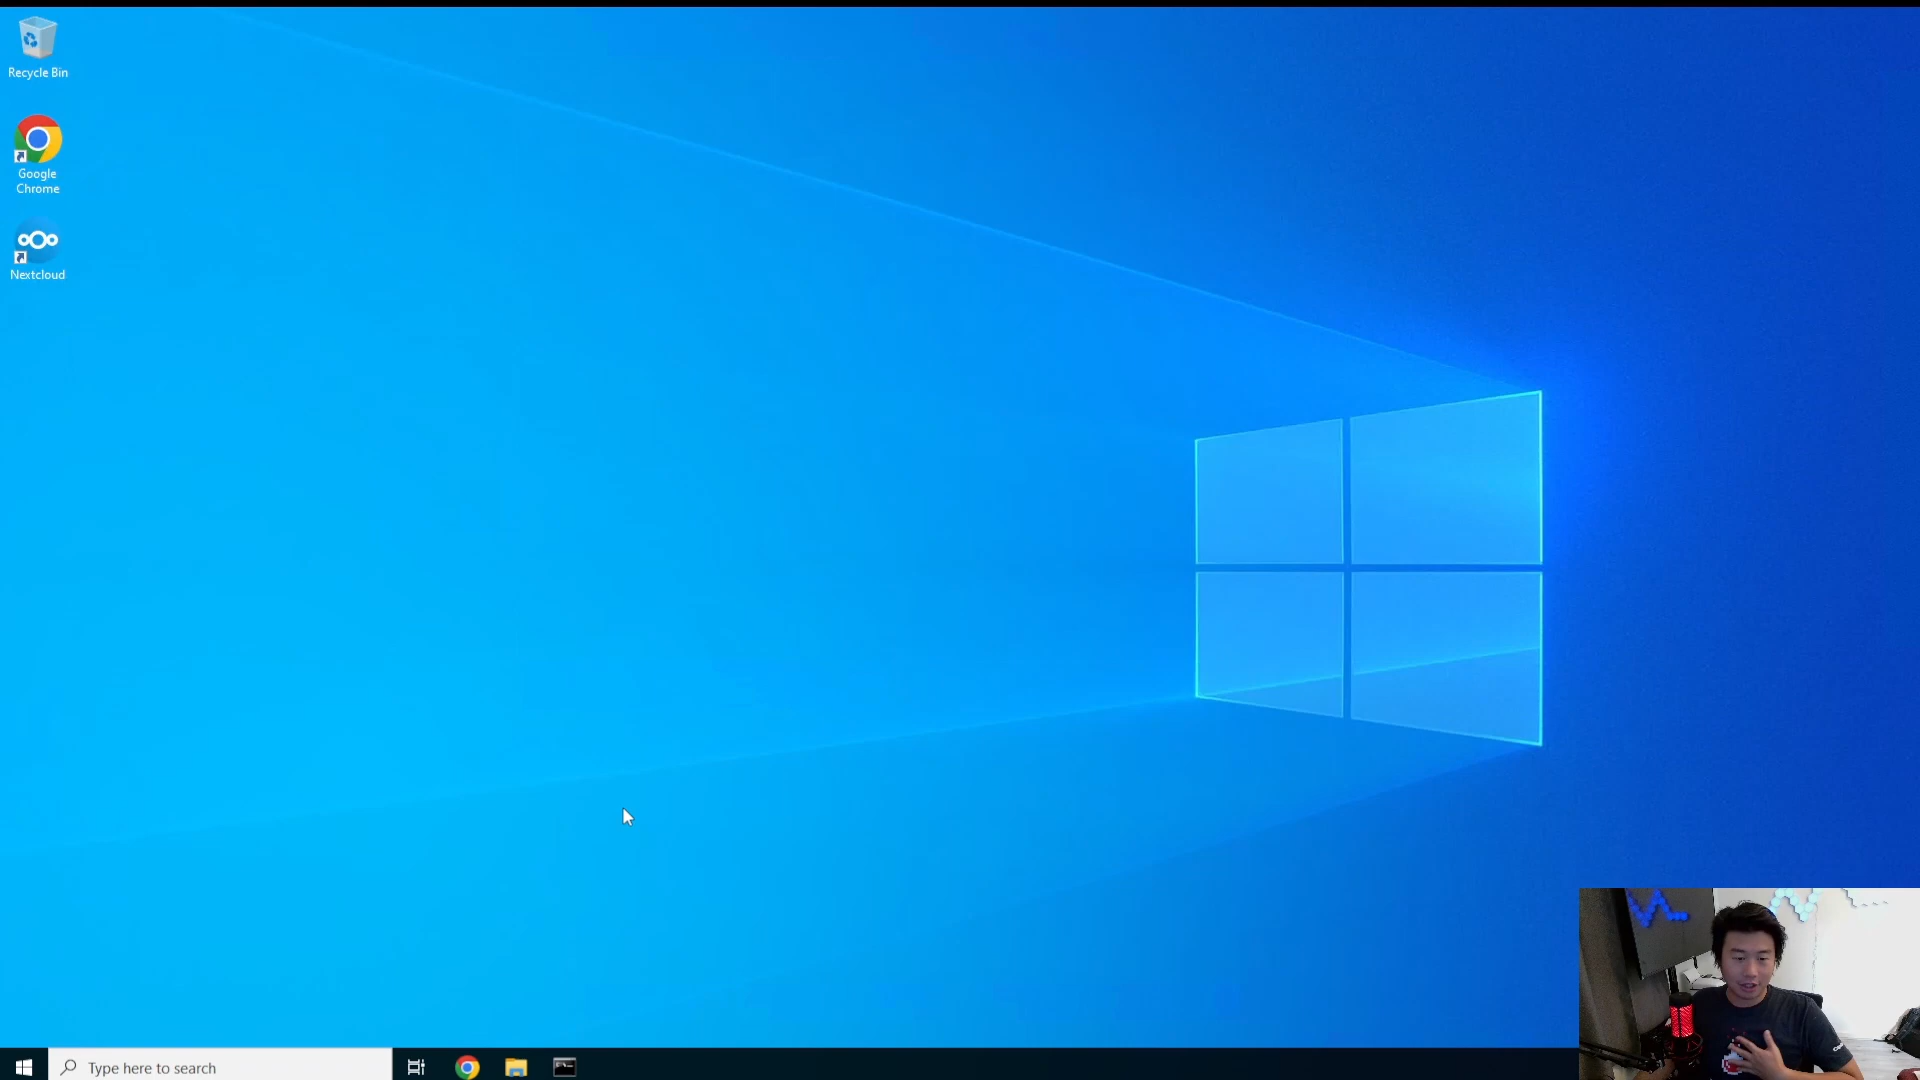 Recycle Bin
Google
Chrome
Nextcloud
Type here to search